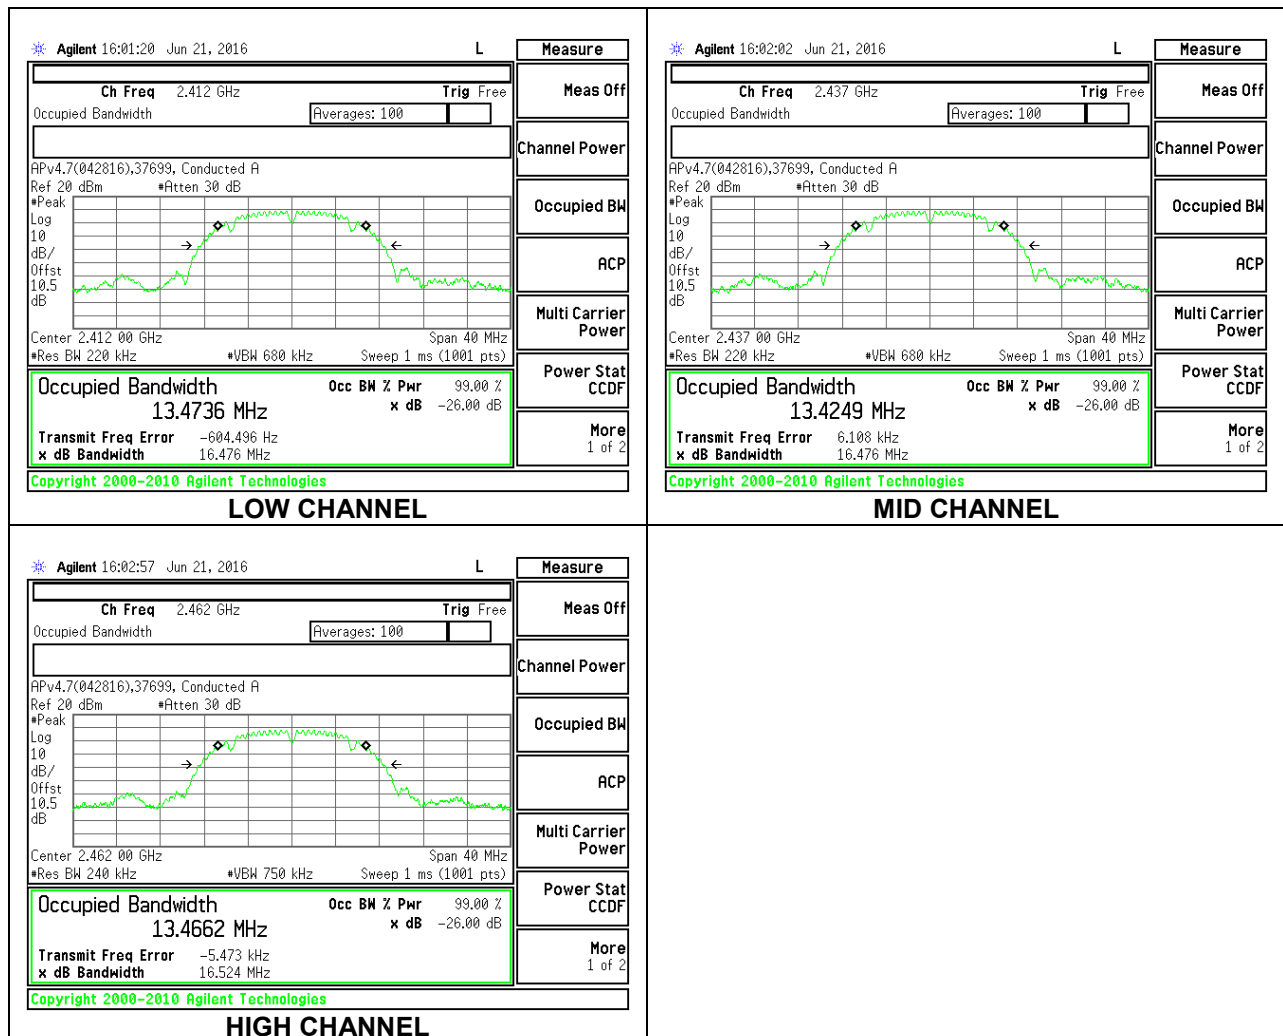 Agilent 16:01:20 Jun 21, 2016 L
Measure
Ch Freq 2.412 GHz Trig Free
Occupied Bandwidth Averages: 100
APv4.7(042816),37699, Conducted A
Ref 20 dBm #Atten 30 dB
#Peak
Log
10
dB/
Offst
10.5
dB
Center 2.412 00 GHz Span 40 MHz
#Res BW 220 kHz #VBW 680 kHz Sweep 1 ms (1001 pts)
Occupied Bandwidth Occ BW % Pwr 99.00 %
13.4736 MHz x dB -26.00 dB
Transmit Freq Error -604.496 Hz
x dB Bandwidth 16.476 MHz
Copyright 2000-2010 Agilent Technologies
Meas Off
Channel Power
Occupied BW
ACP
Multi Carrier
Power
Power Stat
CCDF
More
1 of 2
LOW CHANNEL
Agilent 16:02:02 Jun 21, 2016 L
Measure
Ch Freq 2.437 GHz Trig Free
Occupied Bandwidth Averages: 100
APv4.7(042816),37699, Conducted A
Ref 20 dBm #Atten 30 dB
#Peak
Log
10
dB/
Offst
10.5
dB
Center 2.437 00 GHz Span 40 MHz
#Res BW 220 kHz #VBW 680 kHz Sweep 1 ms (1001 pts)
Occupied Bandwidth Occ BW % Pwr 99.00 %
13.4249 MHz x dB -26.00 dB
Transmit Freq Error 6.108 kHz
x dB Bandwidth 16.476 MHz
Copyright 2000-2010 Agilent Technologies
Meas Off
Channel Power
Occupied BW
ACP
Multi Carrier
Power
Power Stat
CCDF
More
1 of 2
MID CHANNEL
Agilent 16:02:57 Jun 21, 2016 L
Measure
Ch Freq 2.462 GHz Trig Free
Occupied Bandwidth Averages: 100
APv4.7(042816),37699, Conducted A
Ref 20 dBm #Atten 30 dB
#Peak
Log
10
dB/
Offst
10.5
dB
Center 2.462 00 GHz Span 40 MHz
#Res BW 240 kHz #VBW 750 kHz Sweep 1 ms (1001 pts)
Occupied Bandwidth Occ BW % Pwr 99.00 %
13.4662 MHz x dB -26.00 dB
Transmit Freq Error -5.473 kHz
x dB Bandwidth 16.524 MHz
Copyright 2000-2010 Agilent Technologies
Meas Off
Channel Power
Occupied BW
ACP
Multi Carrier
Power
Power Stat
CCDF
More
1 of 2
HIGH CHANNEL